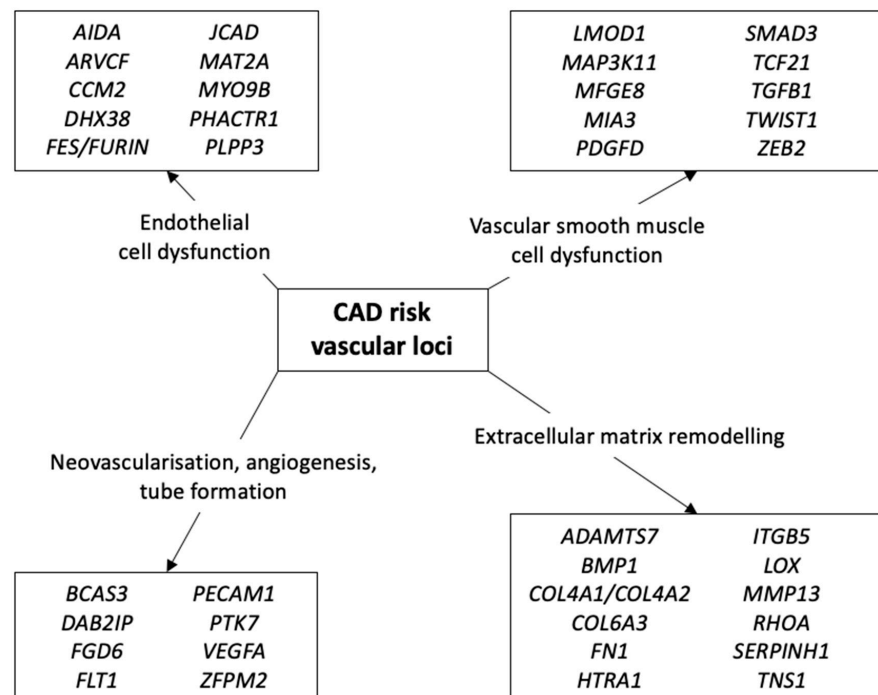 AIDA JCAD
ARVCF MAT2A
CCM2 MYO9B
DHX38 PHACTR1
FES/FURIN PLPP3
LMOD1 SMAD3
MAP3K11 TCF21
MFGE8 TGFB1
MIA3 TWIST1
PDGFD ZEB2
Endothelial
cell dysfunction
Vascular smooth muscle
cell dysfunction
CAD risk
vascular loci
Neovascularisation, angiogenesis,
tube formation
Extracellular matrix remodelling
BCAS3 PECAM1
DAB2IP PTK7
FGD6 VEGFA
FLT1 ZFPM2
ADAMTS7 ITGB5
BMP1 LOX
COL4A1/COL4A2 MMP13
COL6A3 RHOA
FN1 SERPINH1
HTRA1 TNS1